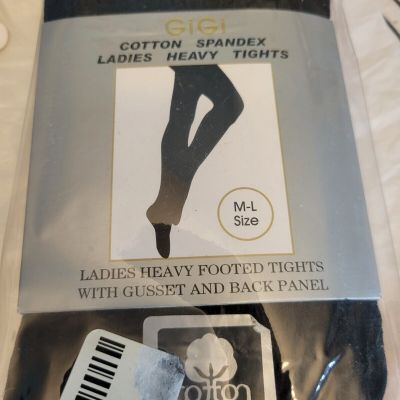 GiGi
COTTON SPANDEX
LADIES HEAVY TIGHTS
M-L
Size
LADIES HEAVY FOOTED TIGHTS
WITH GUSSET AND BACK PANEL
cotton